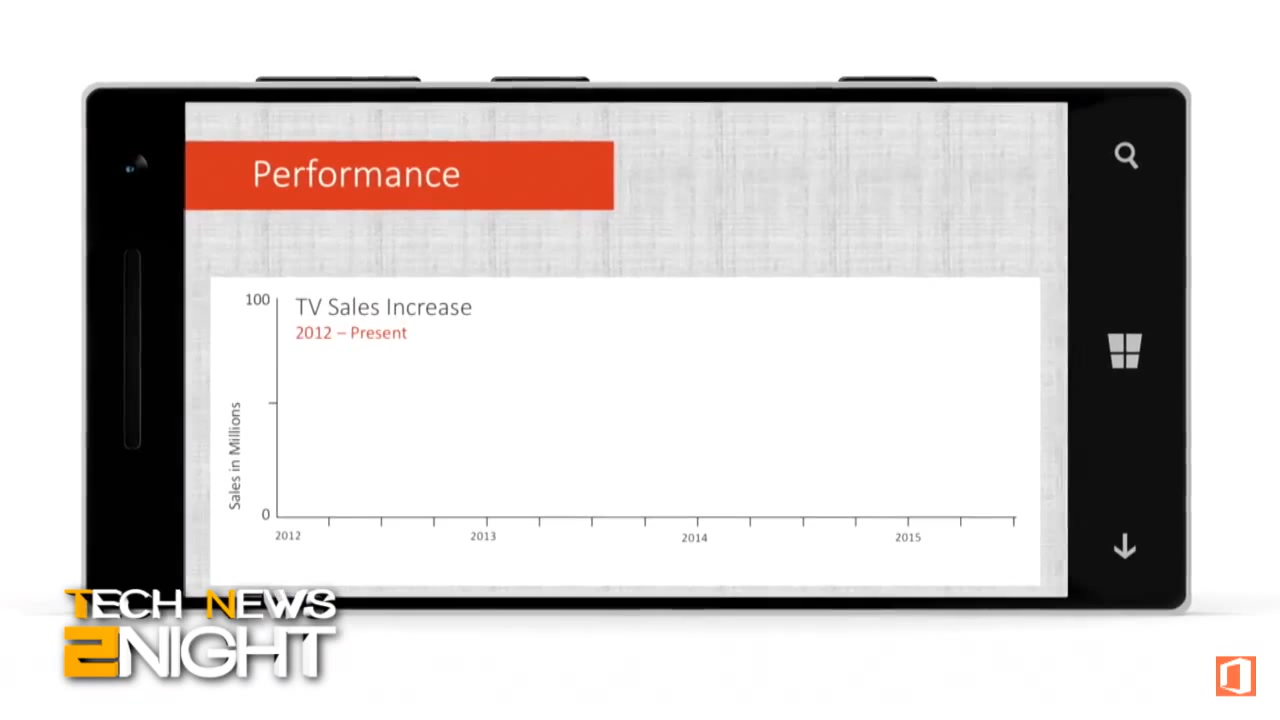 Performance
100
TV Sales Increase
2012 – Present
Sales in Millions
0
2012
2013
2014
2015
TECH NEWS
2NIGHT